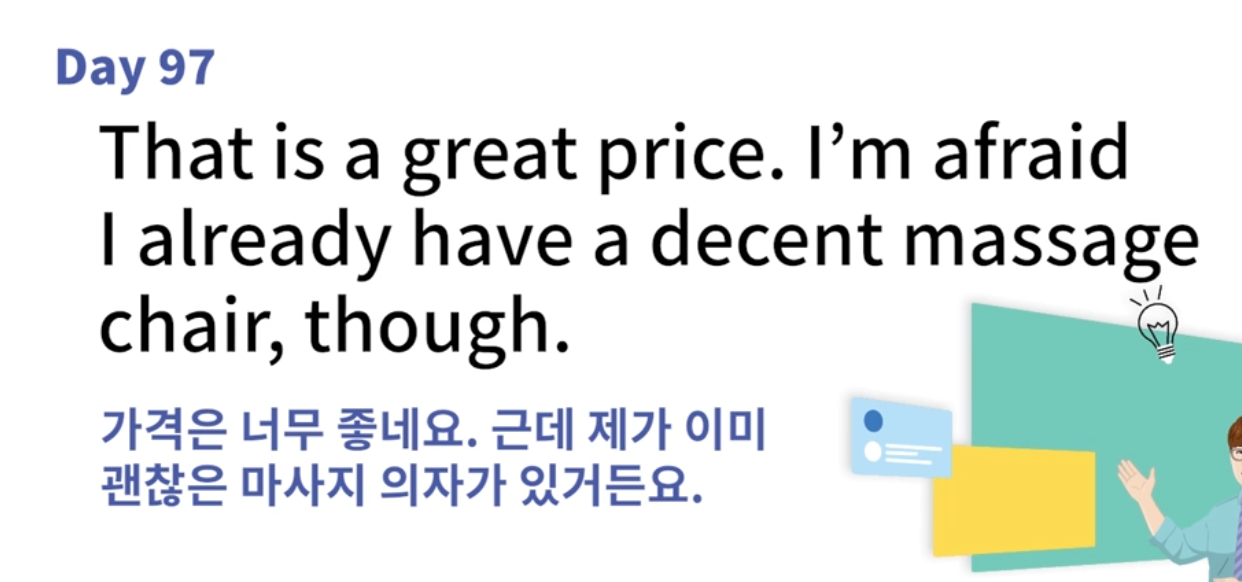 Day 97
That is a great price. I’m afraid
I already have a decent massage
chair, though.
가격은 너무 좋네요. 근데 제가 이미
괜찮은 마사지 의자가 있거든요.